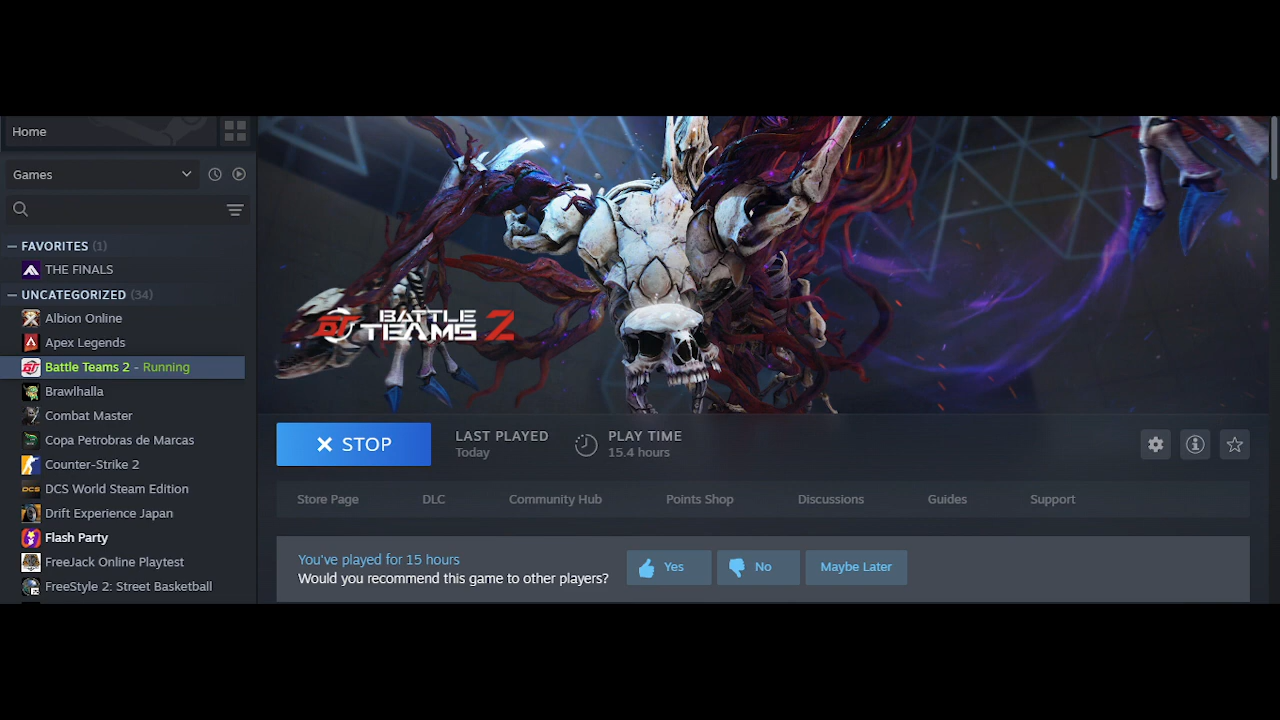 Home
Games
FAVORITES (1)
THE FINALS
UNCATEGORIZED (34)
Albion Online
Apex Legends
Battle Teams 2 - Running
Brawlhalla
Combat Master
Copa Petrobras de Marcas
Counter-Strike 2
DCS World Steam Edition
Drift Experience Japan
Flash Party
FreeJack Online Playtest
FreeStyle 2: Street Basketball
BATTLE
TEAMS 2
STOP
LAST PLAYED
Today
PLAY TIME
15.4 hours
Store Page DLC Community Hub Points Shop Discussions Guides Support
You've played for 15 hours
Would you recommend this game to other players?
Yes No Maybe Later